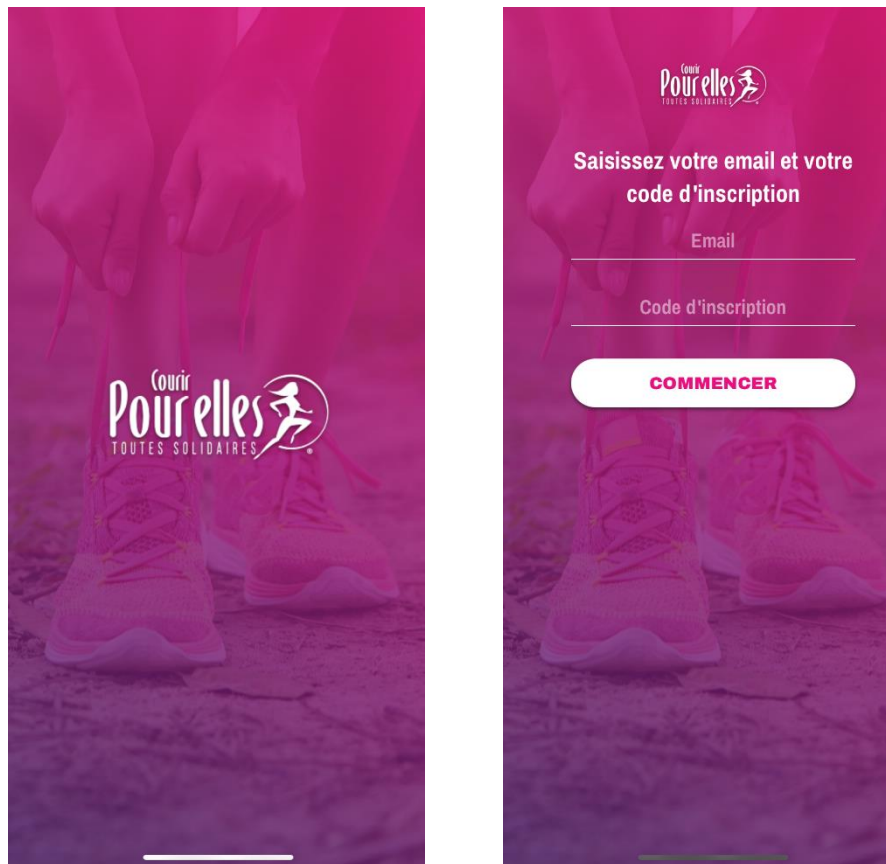 Courir
Pour elles
TOUTES SOLIDAIRES
®
Courir
Pour elles
TOUTES SOLIDAIRES
Saisissez votre email et votre
code d'inscription
Email
Code d'inscription
COMMENCER